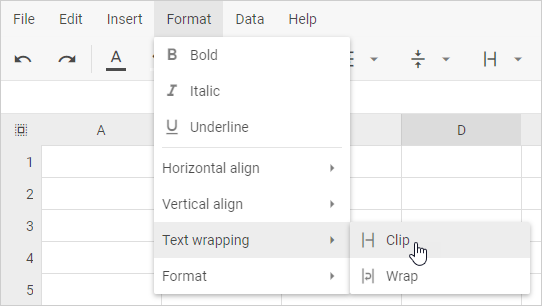 File Edit Insert Format Data Help
A
B Bold
I Italic
U Underline
A D
Horizontal align
1
Vertical align
2
3
Text wrapping Clip
4
Format Wrap
5